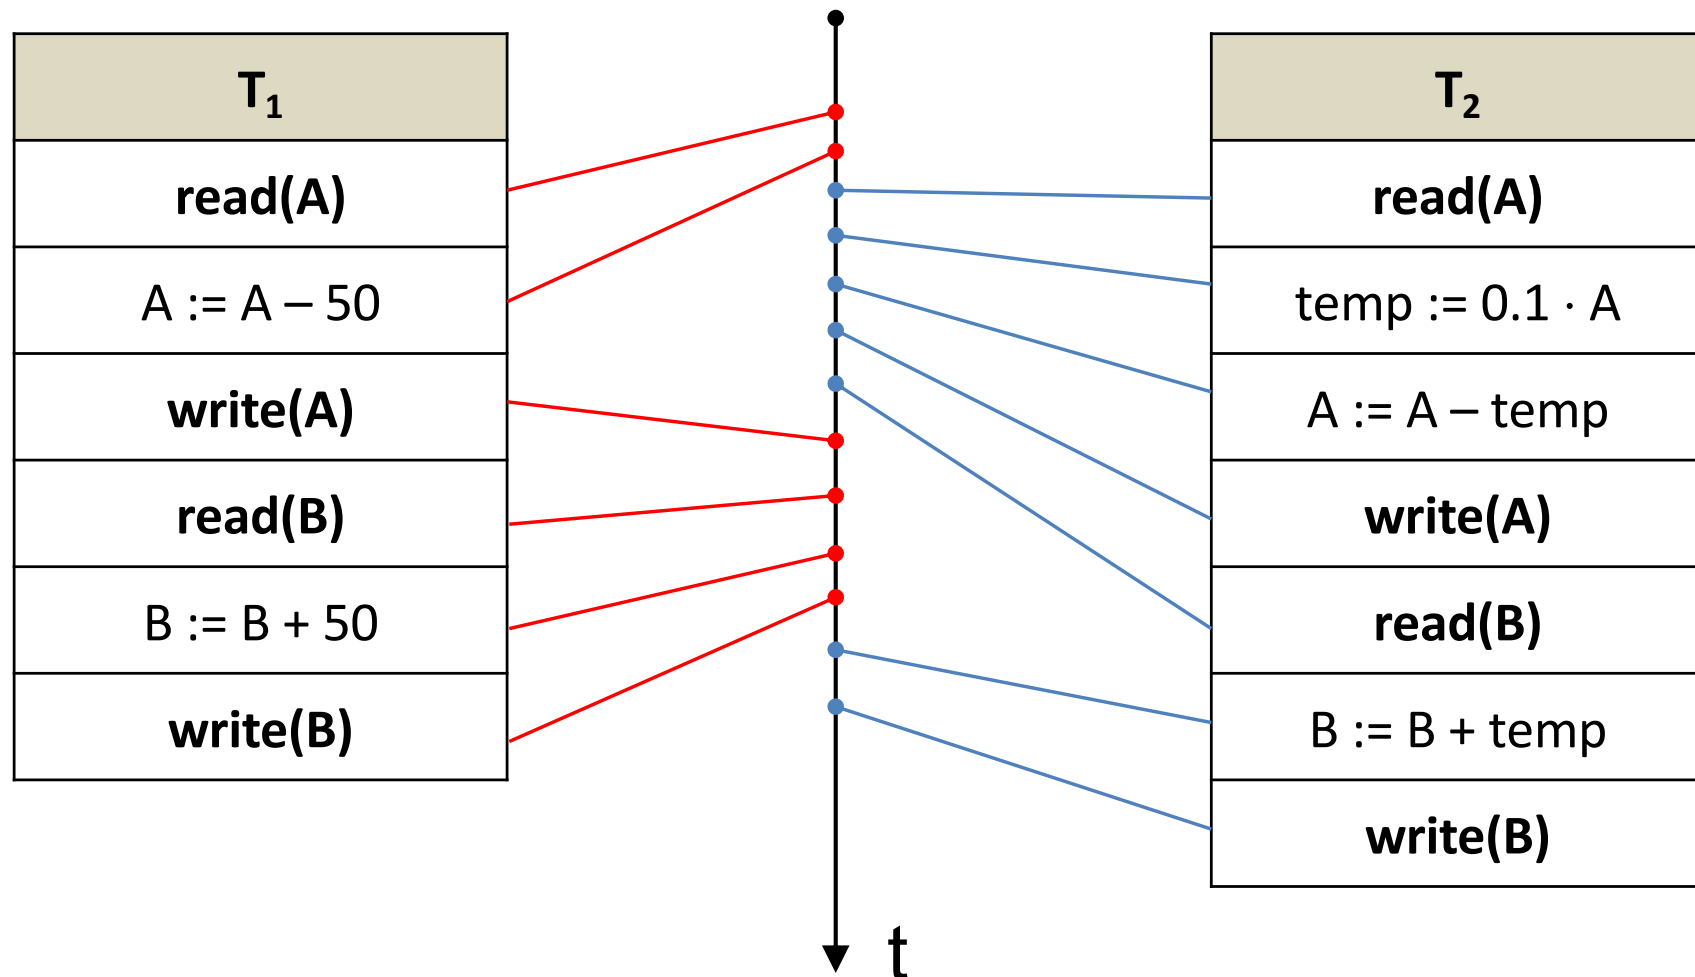 T₁
read(A)
A := A – 50
write(A)
read(B)
B := B + 50
write(B)
T₂
read(A)
temp := 0.1 · A
A := A – temp
write(A)
read(B)
B := B + temp
write(B)
t